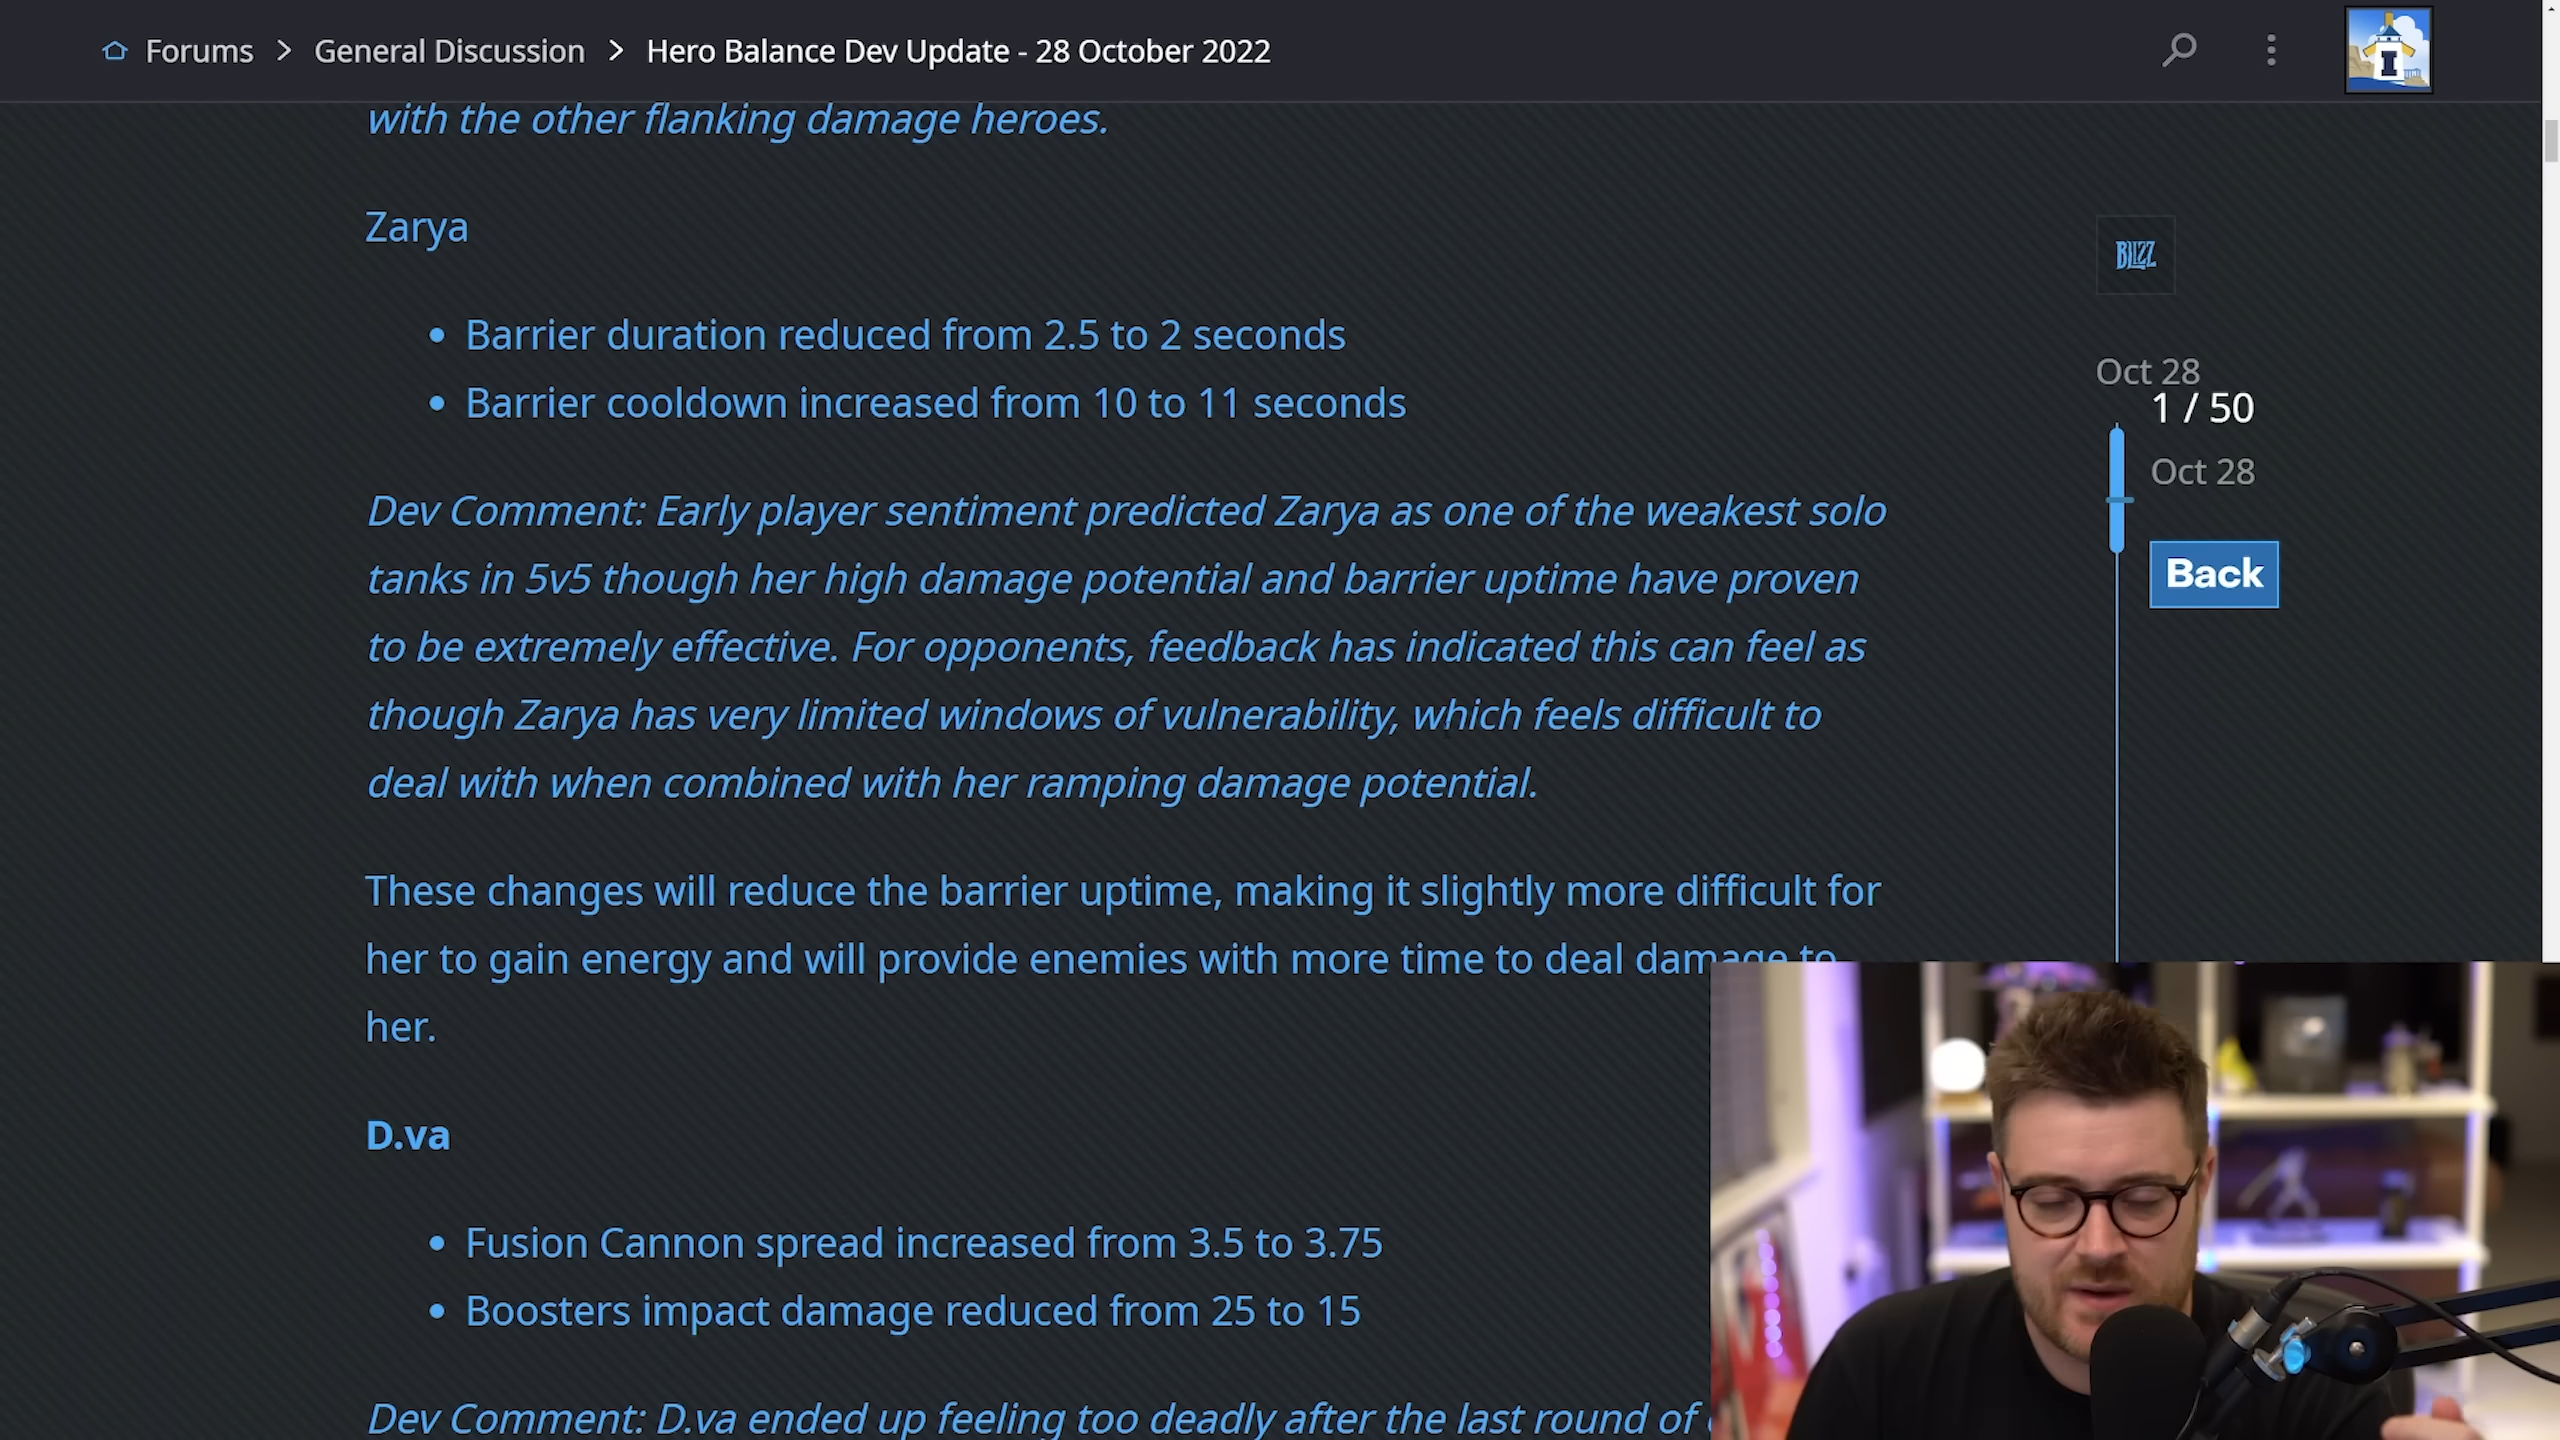 Forums > General Discussion > Hero Balance Dev Update - 28 October 2022
with the other flanking damage heroes.
Zarya
BLIZZ
• Barrier duration reduced from 2.5 to 2 seconds
• Barrier cooldown increased from 10 to 11 seconds
Oct 28
1 / 50
Oct 28
Back
Dev Comment: Early player sentiment predicted Zarya as one of the weakest solo
tanks in 5v5 though her high damage potential and barrier uptime have proven
to be extremely effective. For opponents, feedback has indicated this can feel as
though Zarya has very limited windows of vulnerability, which feels difficult to
deal with when combined with her ramping damage potential.
These changes will reduce the barrier uptime, making it slightly more difficult for
her to gain energy and will provide enemies with more time to deal damage to
her.
D.va
• Fusion Cannon spread increased from 3.5 to 3.75
• Boosters impact damage reduced from 25 to 15
Dev Comment: D.va ended up feeling too deadly after the last round of